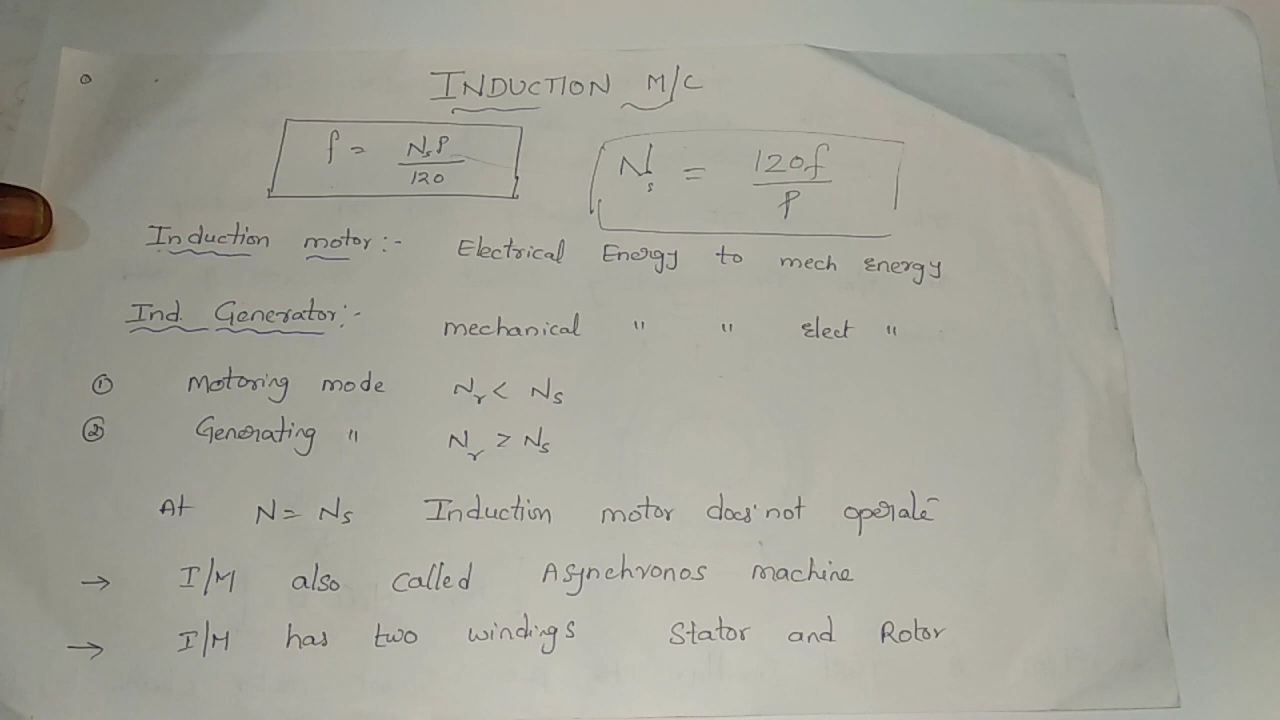 INDUCTION M/C
f = NsP/120
Ns = 120f/P
Induction motor :- Electrical Energy to mech energy
Ind. Generator :- mechanical " " Elect "
① Motoring mode Nr < Ns
② Generating " Nr > Ns
At N = Ns Induction motor does not operate
→ I/M also called Asynchronos machine
→ I/M has two windings Stator and Rotor